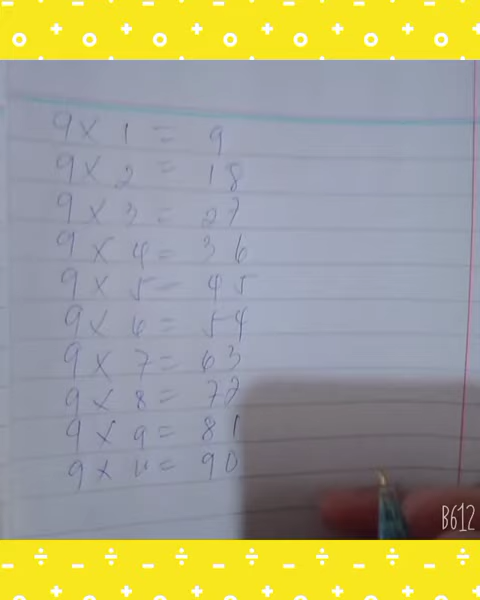 9 × 1 = 9
9 × 2 = 18
9 × 3 = 27
9 × 4 = 36
9 × 5 = 45
9 × 6 = 54
9 × 7 = 63
9 × 8 = 72
9 × 9 = 81
9 × = 90
B612